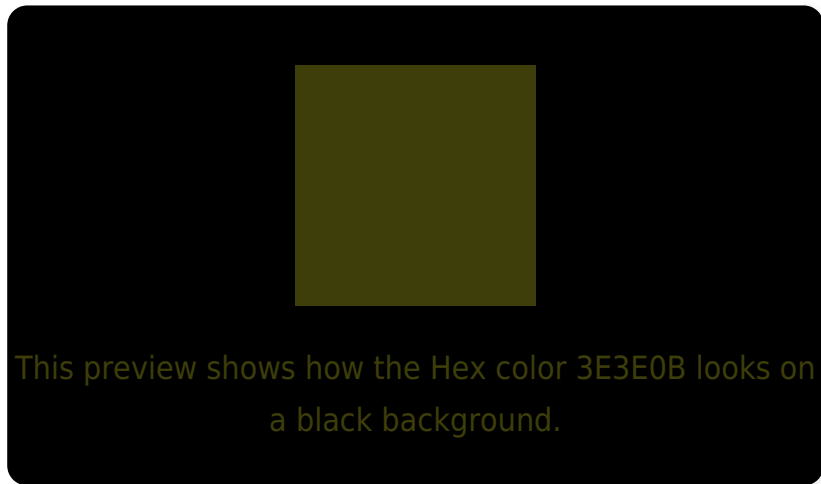 This preview shows how the Hex color 3E3E0B looks on
a black background.